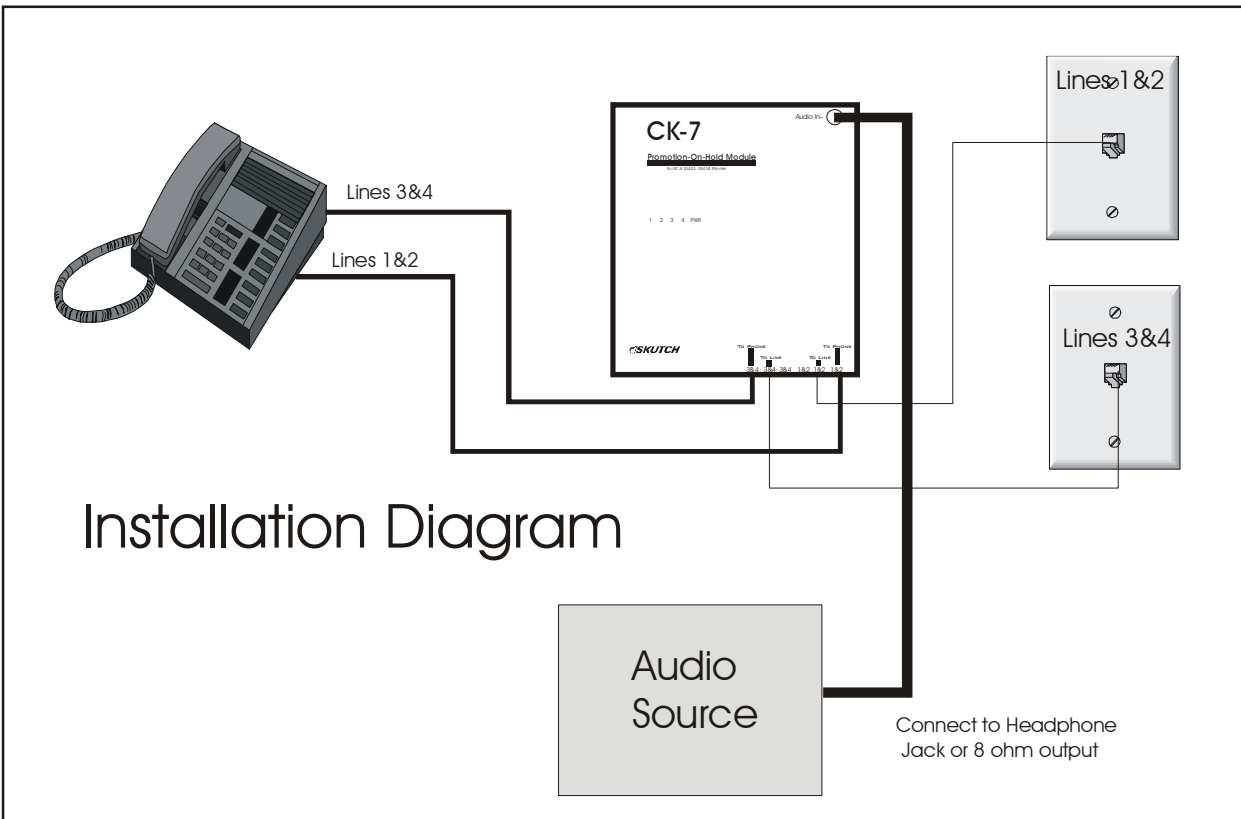 Lines 1&2
CK-7
Audio In-
Promotion-On-Hold Module
Lines 3&4
1 2 3 4 PWR
Lines 1&2
Lines 3&4
SKUTCH
To Phone
To Line
To Line
To Phone
3&4 3&4 3&4 1&2 1&2 1&2
Installation Diagram
Audio
Source
Connect to Headphone
Jack or 8 ohm output